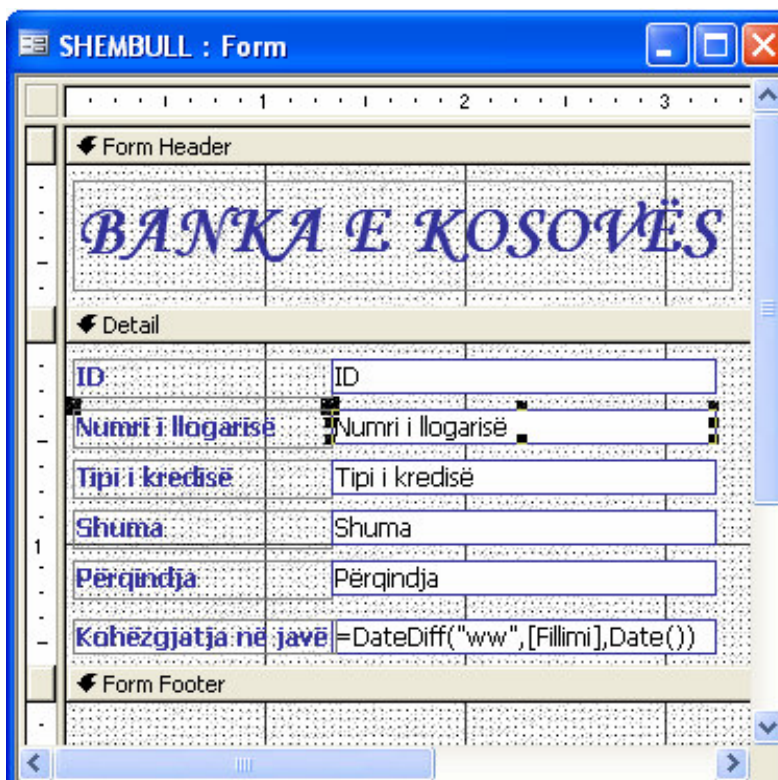 SHEMBULL : Form
1 2 3
Form Header
BANKA E KOSOVËS
Detail
ID ID
Numri i llogarisë Numri i llogarisë
Tipi i kredisë Tipi i kredisë
Shuma Shuma
1
Përqindja Përqindja
Kohëzgjatja në javë =DateDiff("ww",[Fillimi],Date())
Form Footer